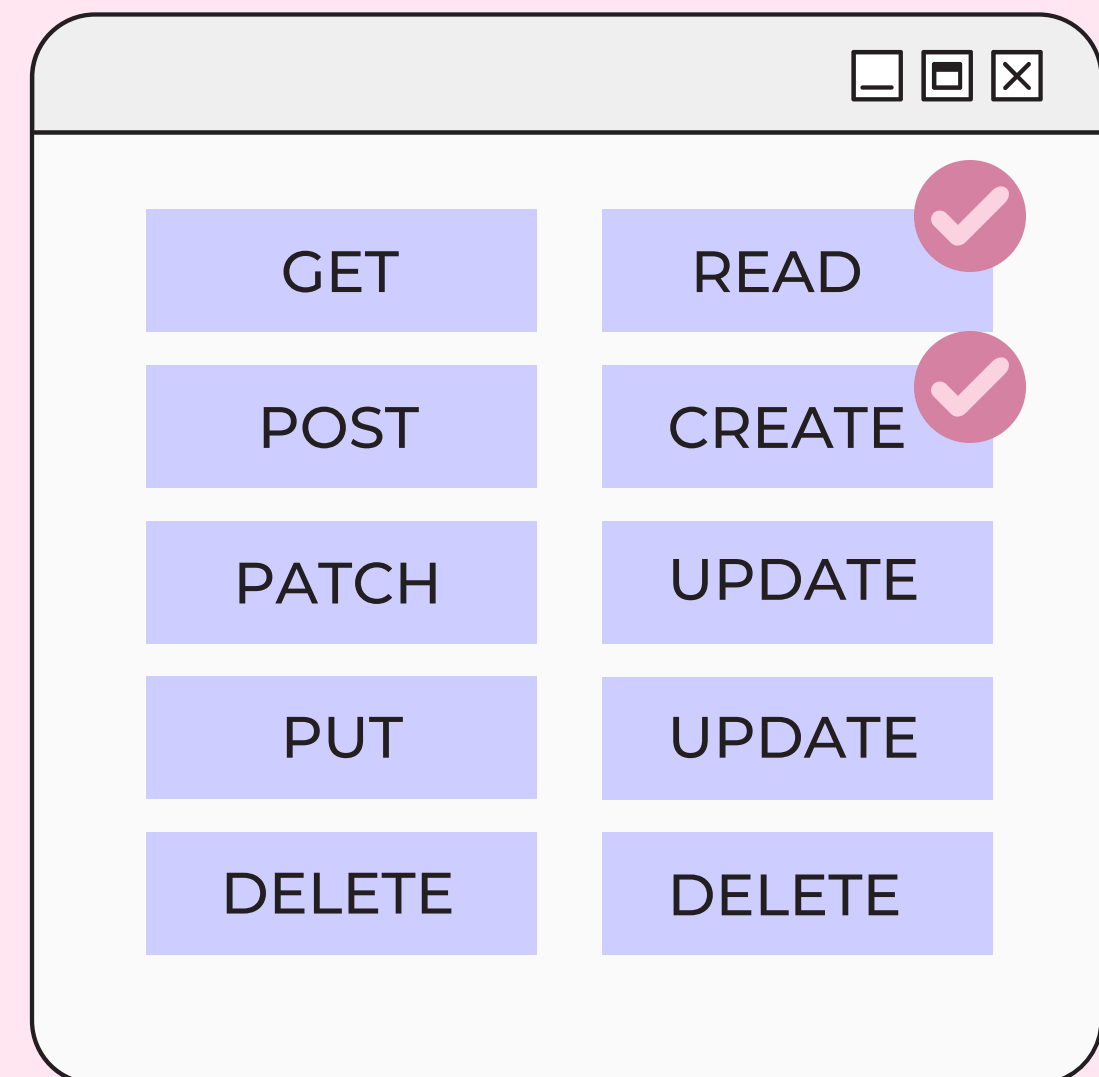 GET READ
POST CREATE
PATCH UPDATE
PUT UPDATE
DELETE DELETE